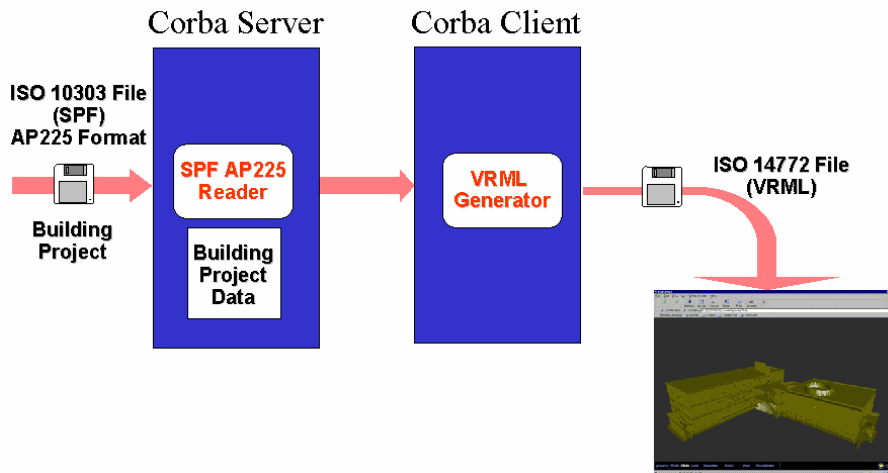 Corba Server
Corba Client
ISO 10303 File
(SPF)
AP225 Format
Building
Project
SPF AP225
Reader
Building
Project
Data
VRML
Generator
ISO 14772 File
(VRML)